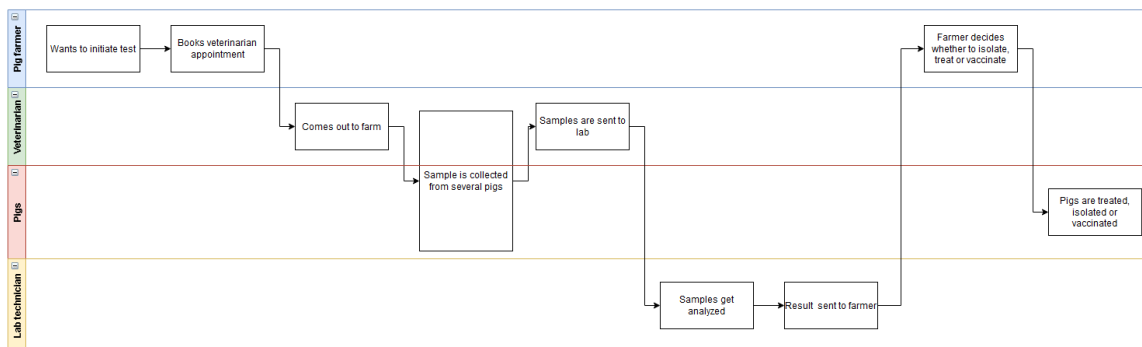 Pig farmer
Wants to initiate test
Books veterinarian
appointment
Farmer decides
whether to isolate,
treat or vaccinate
Veterinarian
Comes out to farm
Sample is collected
from several pigs
Samples are sent to
lab
Pigs
Pigs are treated,
isolated or
vaccinated
Lab technician
Samples get
analyzed
Result sent to farmer